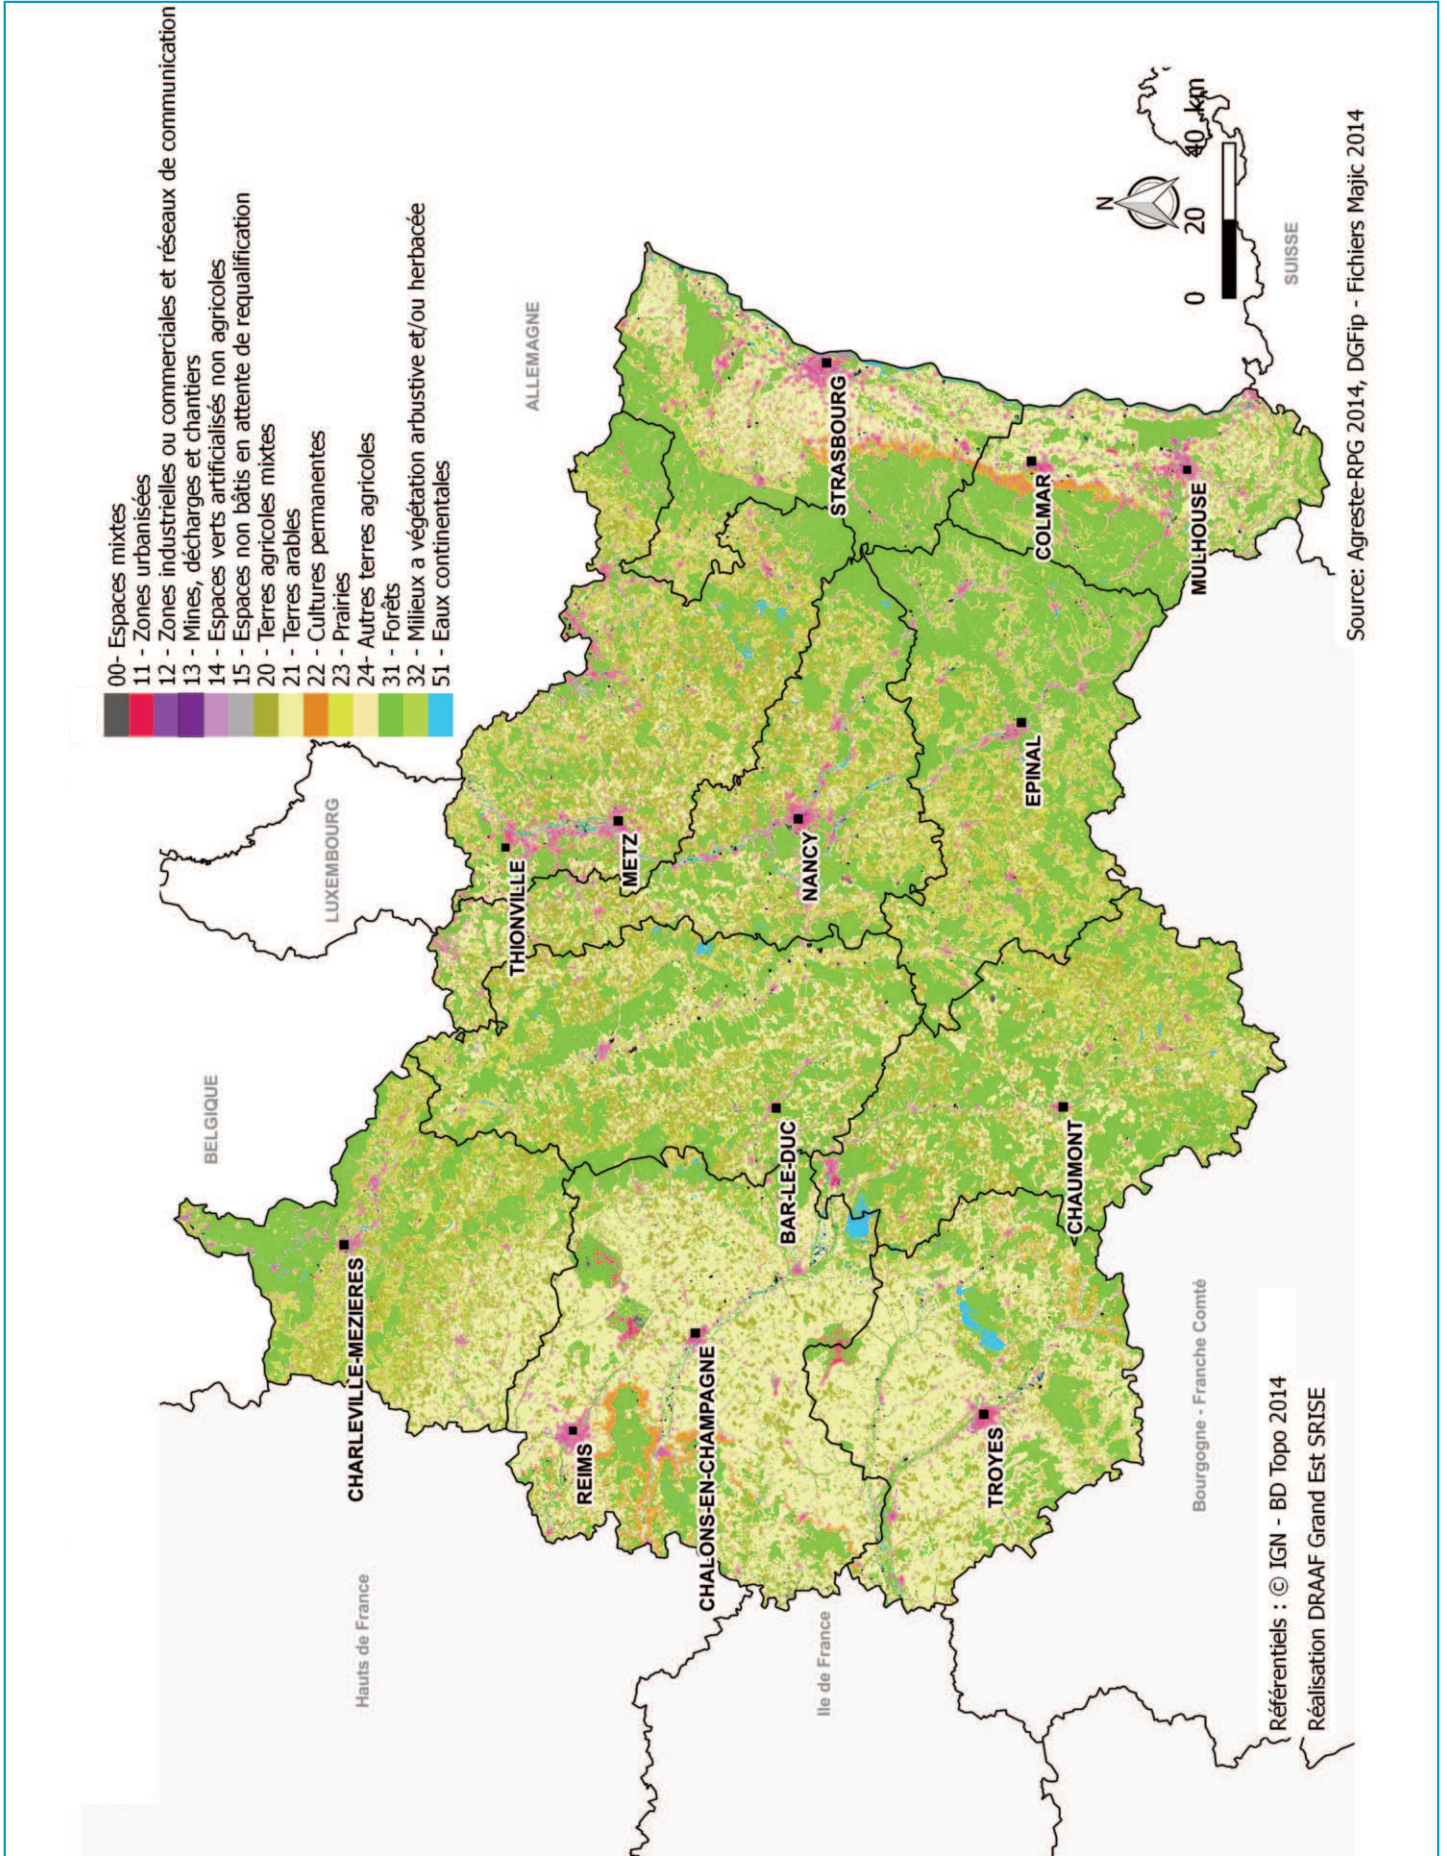 00- Espaces mixtes
11 - Zones urbanisées
12 - Zones industrielles ou commerciales et réseaux de communication
13 - Mines, décharges et chantiers
14 - Espaces verts artificialisés non agricoles
15 - Espaces non bâtis en attente de requalification
20 - Terres agricoles mixtes
21 - Terres arables
22 - Cultures permanentes
23 - Prairies
24- Autres terres agricoles
31 - Forêts
32 - Milieux a végétation arbustive et/ou herbacée
51 - Eaux continentales
BELGIQUE
LUXEMBOURG
ALLEMAGNE
Hauts de France
CHARLEVILLE-MEZIERES
THIONVILLE
METZ
REIMS
CHALONS-EN-CHAMPAGNE
BAR-LE-DUC
NANCY
STRASBOURG
Ile de France
TROYES
CHAUMONT
EPINAL
COLMAR
MULHOUSE
N
0 20 40 km
SUISSE
Bourgogne - Franche Comté
Référentiels : © IGN - BD Topo 2014
Réalisation DRAAF Grand Est SRISE
Source: Agreste-RPG 2014, DGFip - Fichiers Majic 2014